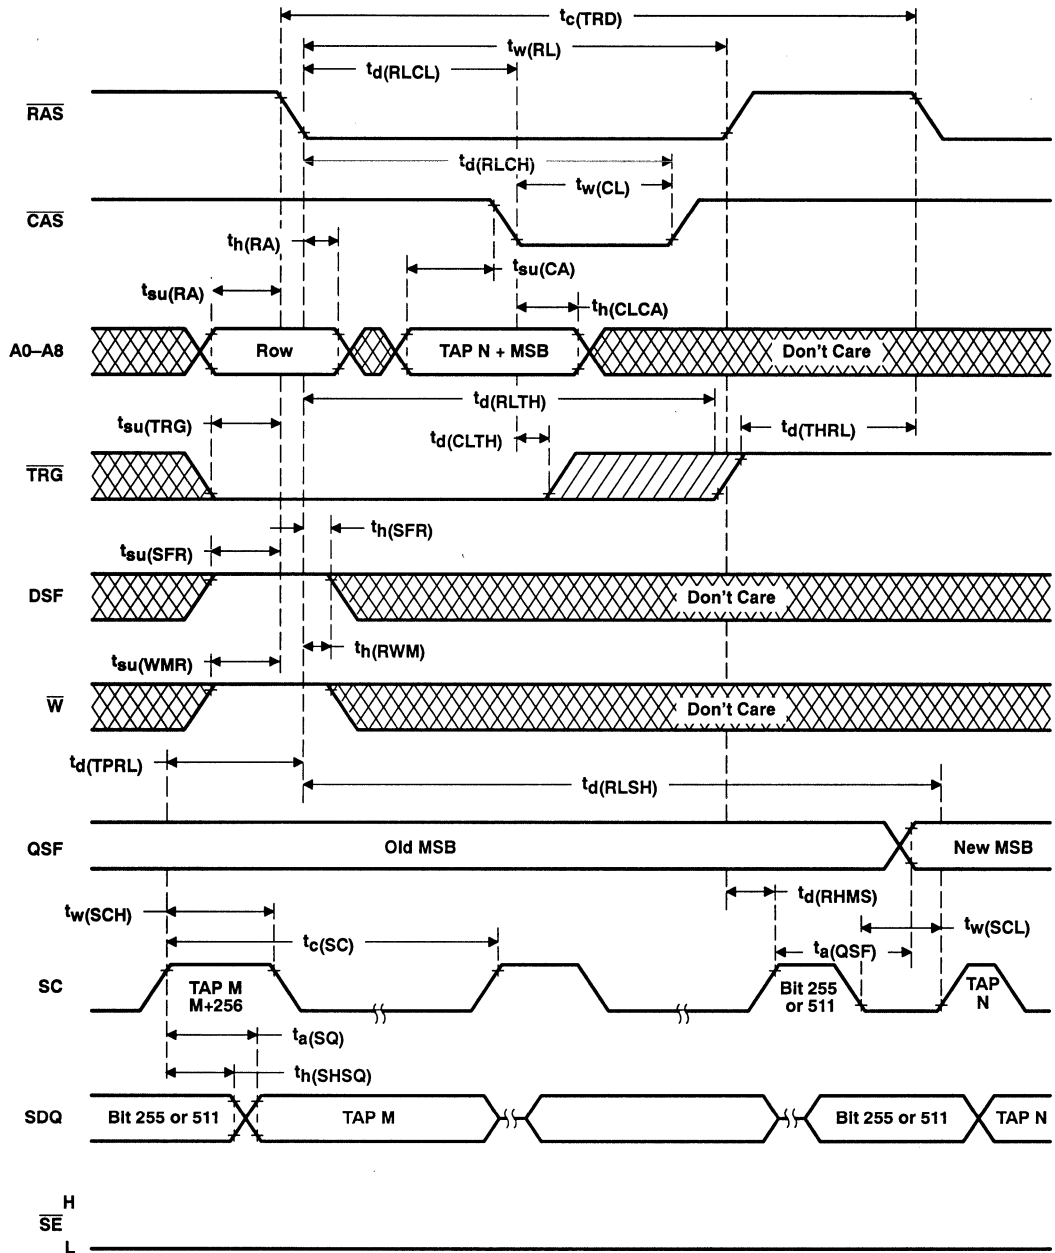 tc(TRD)
tw(RL)
td(RLCL)
RAS
td(RLCH)
tw(CL)
CAS
th(RA)
tsu(CA)
tsu(RA)
th(CLCA)
A0–A8
Row
TAP N + MSB
Don't Care
td(RLTH)
tsu(TRG)
td(CLTH)
td(THRL)
TRG
th(SFR)
tsu(SFR)
DSF
Don't Care
tsu(WMR)
th(RWM)
W
Don't Care
td(TPRL)
td(RLSH)
QSF
Old MSB
New MSB
td(RHMS)
tw(SCH)
tw(SCL)
tc(SC)
ta(QSF)
SC
TAP M
M+256
Bit 255
or 511
TAP
N
ta(SQ)
th(SHSQ)
SDQ
Bit 255 or 511
TAP M
Bit 255 or 511
TAP N
H
SE
L